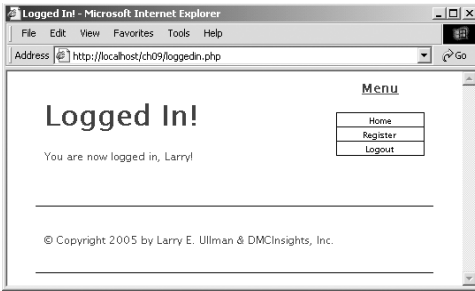 Logged In! - Microsoft Internet Explorer
File Edit View Favorites Tools Help
Address http://localhost/ch09/loggedin.php Go
Menu
Logged In!
Home
Register
Logout
You are now logged in, Larry!
© Copyright 2005 by Larry E. Ullman & DMCInsights, Inc.